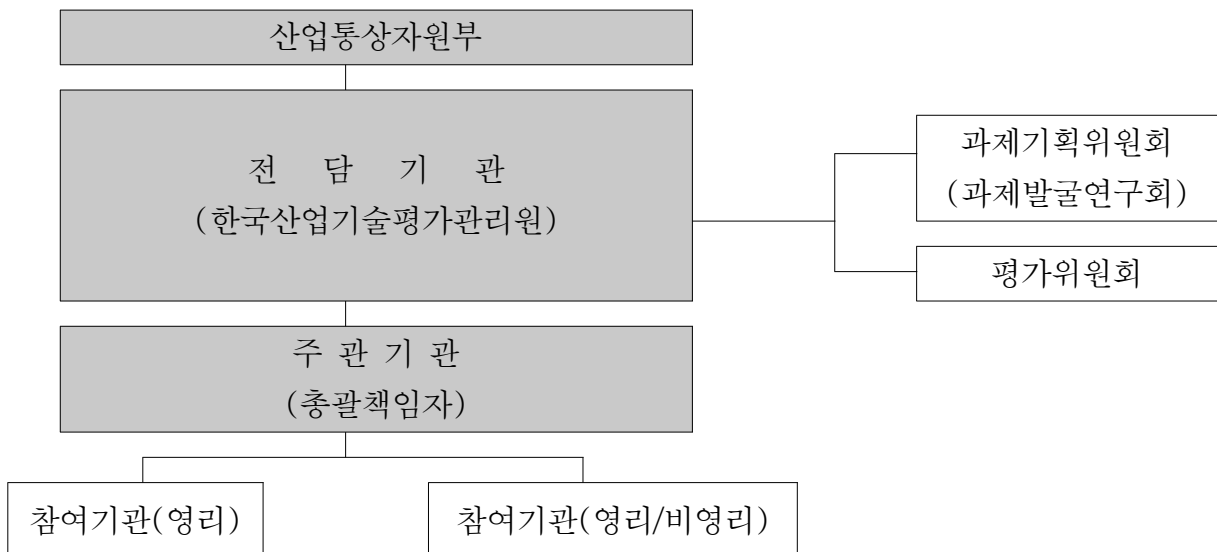 산업통상자원부
전 담 기 관
(한국산업기술평가관리원)
과제기획위원회
(과제발굴연구회)
평가위원회
주 관 기 관
(총괄책임자)
참여기관(영리)
참여기관(영리/비영리)